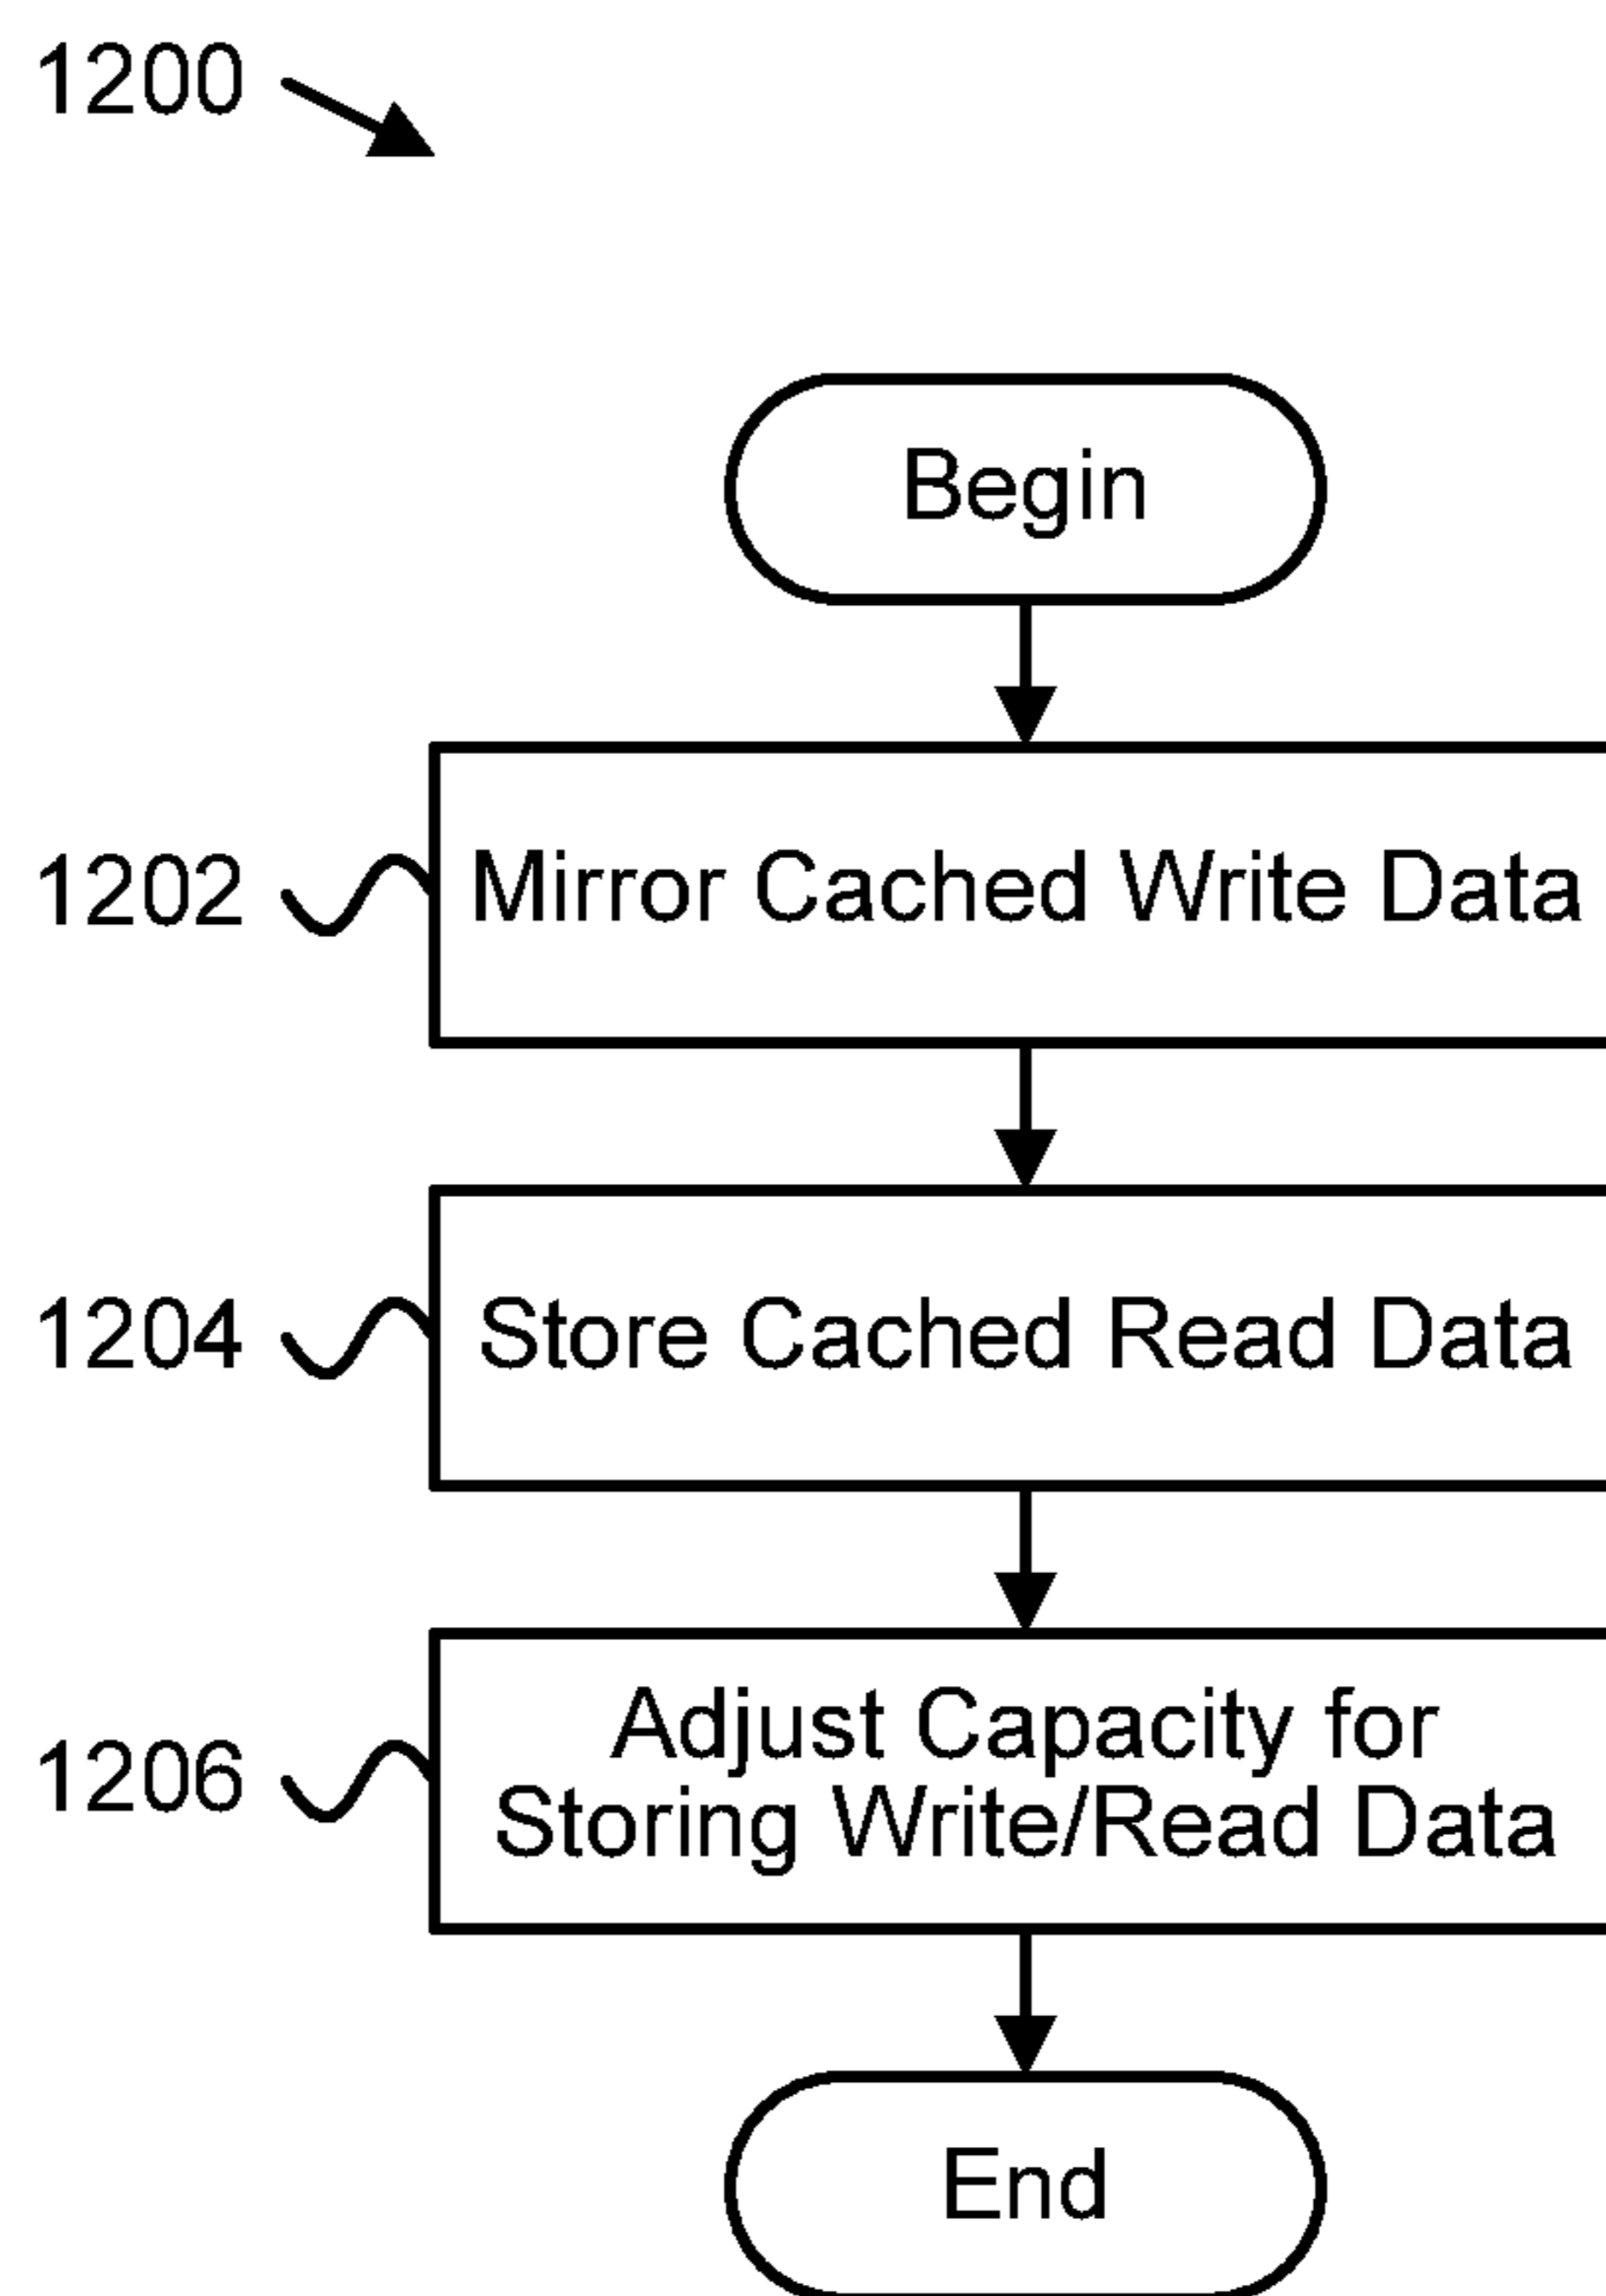 1200
Begin
1202
Mirror Cached Write Data
1204
Store Cached Read Data
1206
Adjust Capacity for
Storing Write/Read Data
End